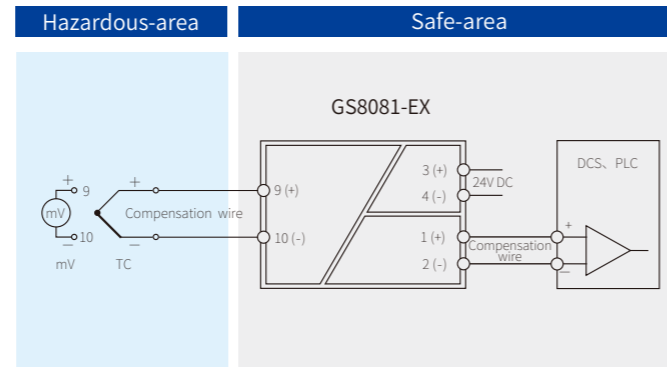 Hazardous-area
Safe-area
GS8081-EX
DCS、PLC
3 (+)
24V DC
4 (-)
+
9
+
9 (+)
mV
Compensation wire
1 (+)
+
Compensation
wire
—
10
—
10 (-)
2 (-)
—
mV
TC